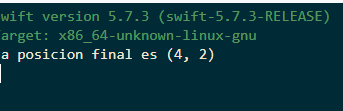 wift version 5.7.3 (swift-5.7.3-RELEASE)
arget: x86_64-unknown-linux-gnu
a posicion final es (4, 2)